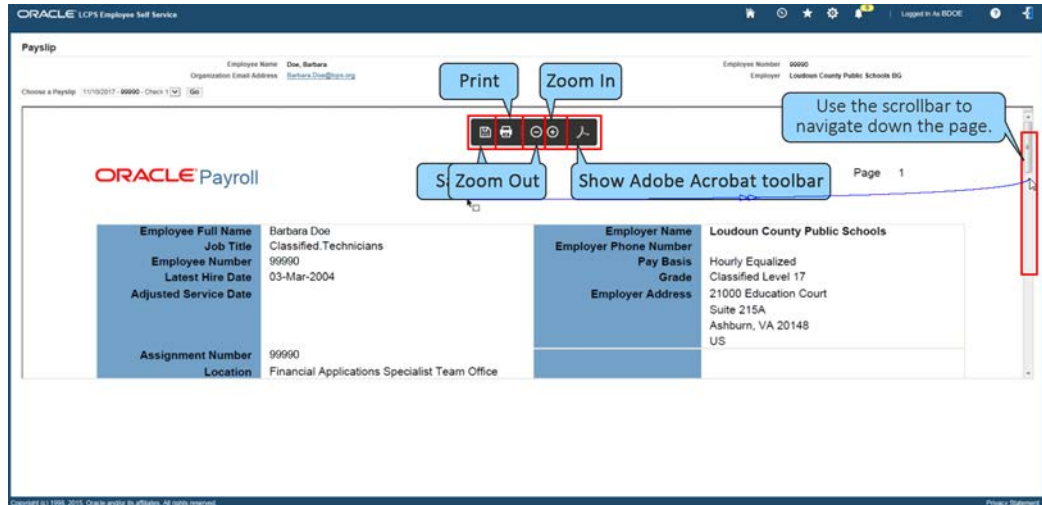 ORACLE LCPS Employee Self Service
Logged In As BDOE
Payslip
Employee Name Doe, Barbara
Employee Number 99990
Organization Email Address Barbara.Doe@lcps.org
Employer Loudoun County Public Schools BG
Choose a Payslip 11/10/2017 - 99990 - Check 1 Go
Print
Zoom In
Use the scrollbar to
navigate down the page.
ORACLE Payroll
Zoom Out
Show Adobe Acrobat toolbar
Page 1
Employee Full Name Barbara Doe
Employer Name Loudoun County Public Schools
Job Title Classified.Technicians
Employer Phone Number
Employee Number 99990
Pay Basis Hourly Equalized
Latest Hire Date 03-Mar-2004
Grade Classified Level 17
Adjusted Service Date
Employer Address 21000 Education Court
Suite 215A
Ashburn, VA 20148
US
Assignment Number 99990
Location Financial Applications Specialist Team Office
Copyright (c) 1998, 2015, Oracle and/or its affiliates. All rights reserved.
Privacy Statement